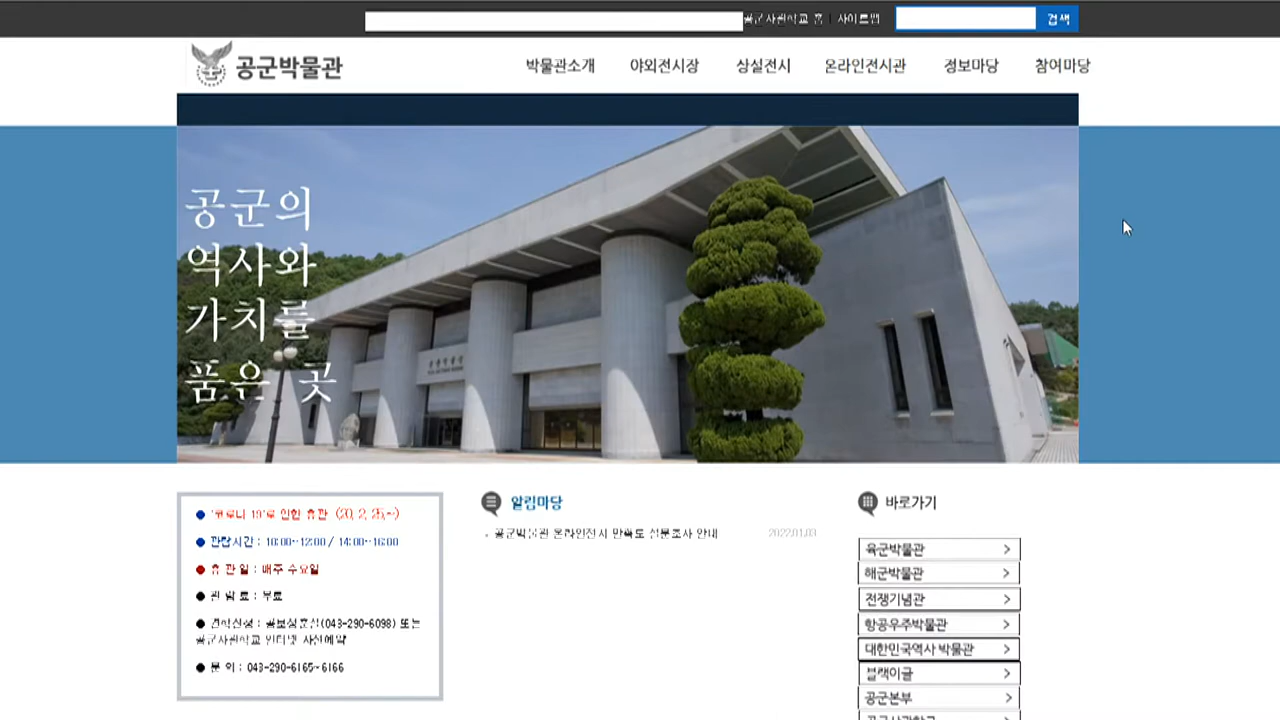 공군사관학교 홈 | 사이트맵 검색
공군박물관 박물관소개 야외전시장 상설전시 온라인전시관 정보마당 참여마당
공군의
역사와
가치를
품은 곳
'코로나 19'로 인한 휴관 (20. 2. 25.~)
관람시간 : 10:00~12:00 / 14:00~16:00
휴 관 일 : 매주 수요일
관 람 료 : 무료
견학신청 : 공보정훈실(043-290-6098) 또는
공군사관학교 인터넷 사전예약
문 의 : 043-290-6165~6166
알림마당
공군박물관 온라인전시 만족도 설문조사 안내 2022.01.03
바로가기
육군박물관
해군박물관
전쟁기념관
항공우주박물관
대한민국역사 박물관
블랙이글
공군본부